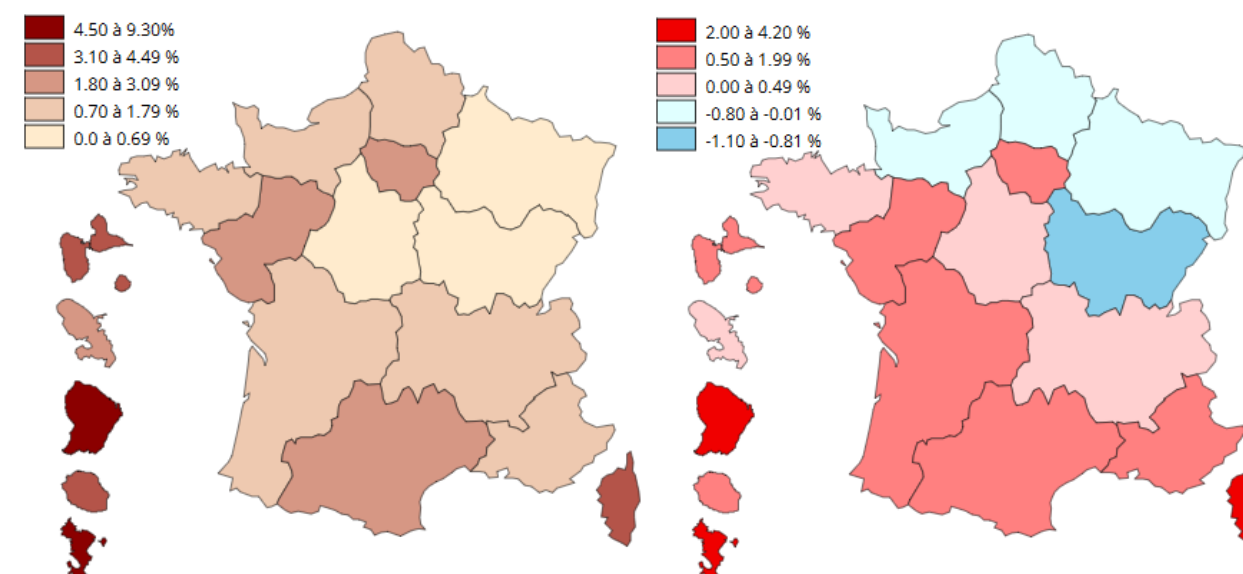 4.50 à 9.30%
3.10 à 4.49 %
1.80 à 3.09 %
0.70 à 1.79 %
0.0 à 0.69 %
2.00 à 4.20 %
0.50 à 1.99 %
0.00 à 0.49 %
-0.80 à -0.01 %
-1.10 à -0.81 %